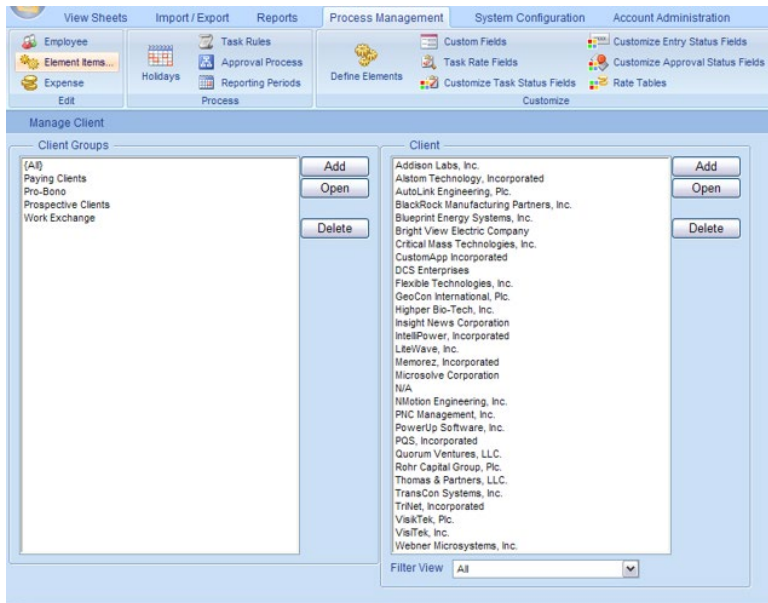 View Sheets Import / Export Reports Process Management System Configuration Account Administration
Employee
Element Items...
Expense
Edit
Holidays
Task Rules
Approval Process
Reporting Periods
Process
Define Elements
Custom Fields
Task Rate Fields
Customize Task Status Fields
Customize Entry Status Fields
Customize Approval Status Fields
Rate Tables
Customize
Manage Client
Client Groups
{All}
Paying Clients
Pro-Bono
Prospective Clients
Work Exchange
Add
Open
Delete
Client
Addison Labs, Inc.
Alstom Technology, Incorporated
AutoLink Engineering, Plc.
BlackRock Manufacturing Partners, Inc.
Blueprint Energy Systems, Inc.
Bright View Electric Company
Critical Mass Technologies, Inc.
CustomApp Incorporated
DCS Enterprises
Flexible Technologies, Inc.
GeoCon International, Plc.
Highper Bio-Tech, Inc.
Insight News Corporation
IntelliPower, Incorporated
LiteWave, Inc.
Memorez, Incorporated
Microsolve Corporation
N/A
NMotion Engineering, Inc.
PNC Management, Inc.
PowerUp Software, Inc.
PQS, Incorporated
Quorum Ventures, LLC.
Rohr Capital Group, Plc.
Thomas & Partners, LLC.
TransCon Systems, Inc.
TriNet, Incorporated
VisikTek, Plc.
VisiTek, Inc.
Webner Microsystems, Inc.
Add
Open
Delete
Filter View All